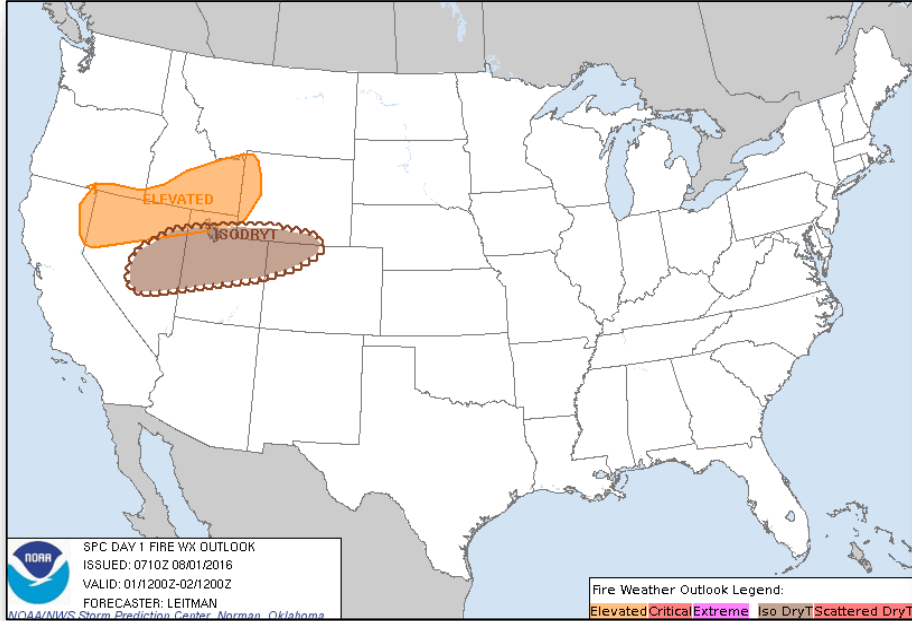 ELEVATED
ISODRYT
NOAA
SPC DAY 1 FIRE WX OUTLOOK
ISSUED: 0710Z 08/01/2016
VALID: 01/1200Z-02/1200Z
FORECASTER: LEITMAN
NOAA/NWS Storm Prediction Center, Norman, Oklahoma
Fire Weather Outlook Legend:
Elevated Critical Extreme Iso DryT Scattered DryT